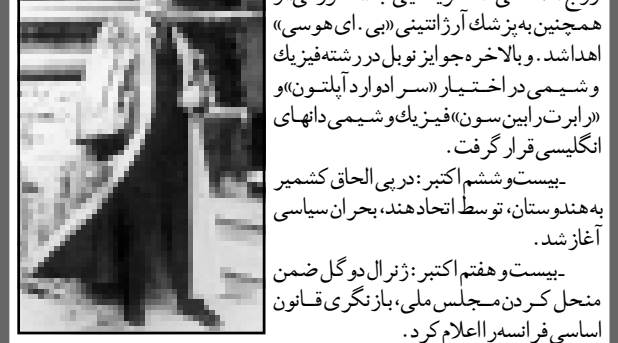 همچنین به پزشك آرژانتینی «بی. ای هوسی»
اهدا شد. و بالاخره جوایز نوبل در رشته فیزیك
و شیمی در اختیار «سر ادوارد آپلتون» و
«رابرت رابین سون» فیزیك و شیمی دانهای
انگلیسی قرار گرفت.
ـ بیست و ششم اکتبر: در پی الحاق کشمیر
به هندوستان، توسط اتحاد هند، بحران سیاسی
آغاز شد.
ـ بیست و هفتم اکتبر: ژنرال دوگل ضمن
منحل کردن مجلس ملی، بازنگری قانون
اساسی فرانسه را اعلام کرد.